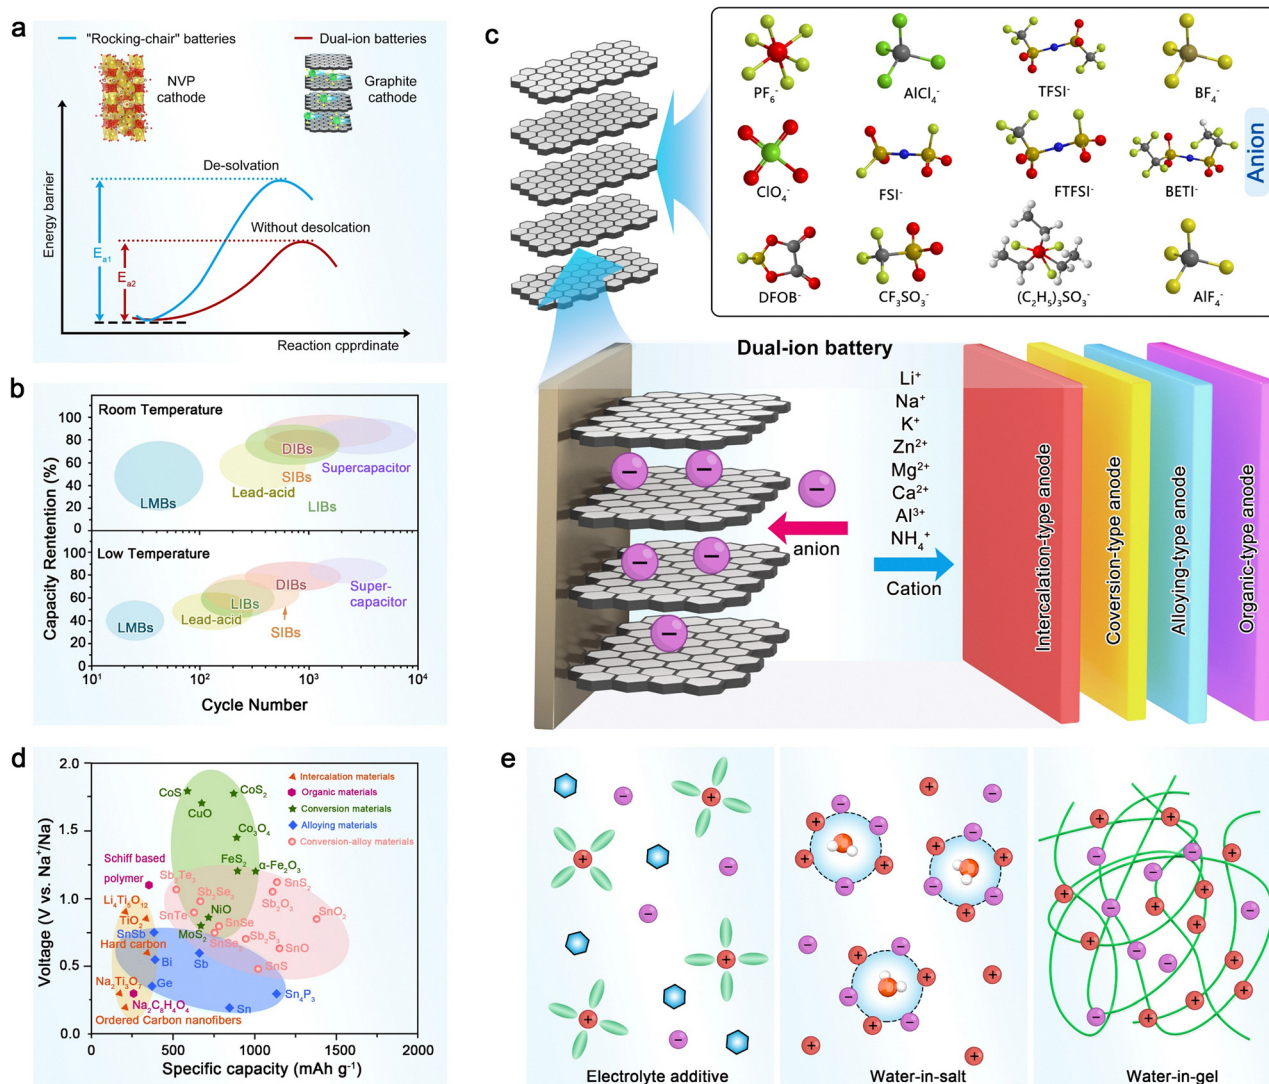 a
"Rocking-chair" batteries
Dual-ion batteries
NVP
cathode
Graphite
cathode
De-solvation
Without desolcation
Eₐ₁
Eₐ₂
Energy barrier
Reaction cpprdinate
b
Room Temperature
100
80
60
40
20
0
LMBs
Lead-acid
DIBs
SIBs
LIBs
Supercapacitor
Low Temperature
100
80
60
40
20
0
LMBs
Lead-acid
LIBs
DIBs
SIBs
Super-
capacitor
Capacity Rentention (%)
10¹
10²
10³
10⁴
Cycle Number
c
PF₆⁻
AlCl₄⁻
TFSI⁻
BF₄⁻
ClO₄⁻
FSI⁻
FTFSI⁻
BETI⁻
DFOB⁻
CF₃SO₃⁻
(C₂H₅)₃SO₃⁻
AlF₄⁻
Anion
Dual-ion battery
Li⁺
Na⁺
K⁺
Zn²⁺
Mg²⁺
Ca²⁺
Al³⁺
NH₄⁺
anion
Cation
Intercalation-type anode
Coversion-type anode
Alloying-type anode
Organic-type anode
d
Intercalation materials
Organic materials
Conversion materials
Alloying materials
Conversion-alloy materials
2.0
1.5
1.0
0.5
0.0
Voltage (V vs. Na⁺/Na)
CoS
CoS₂
CuO
Co₃O₄
FeS₂
α-Fe₂O₃
Schiff based
polymer
Sb₂Te₃
Sb₂Se₃
SnS₂
Sb₂O₃
Li₄Ti₅O₁₂
TiO₂
SnTe
NiO
SnO₂
SnSb
MoS₂
SnSe
SnSe₂
Sb₂S₃
SnO
Hard carbon
Bi
Sb
SnS
Na₂Ti₃O₇
Ge
Na₂C₈H₄O₄
Sn
Sn₄P₃
Ordered Carbon nanofibers
0
500
1000
1500
2000
Specific capacity (mAh g⁻¹)
e
Electrolyte additive
Water-in-salt
Water-in-gel